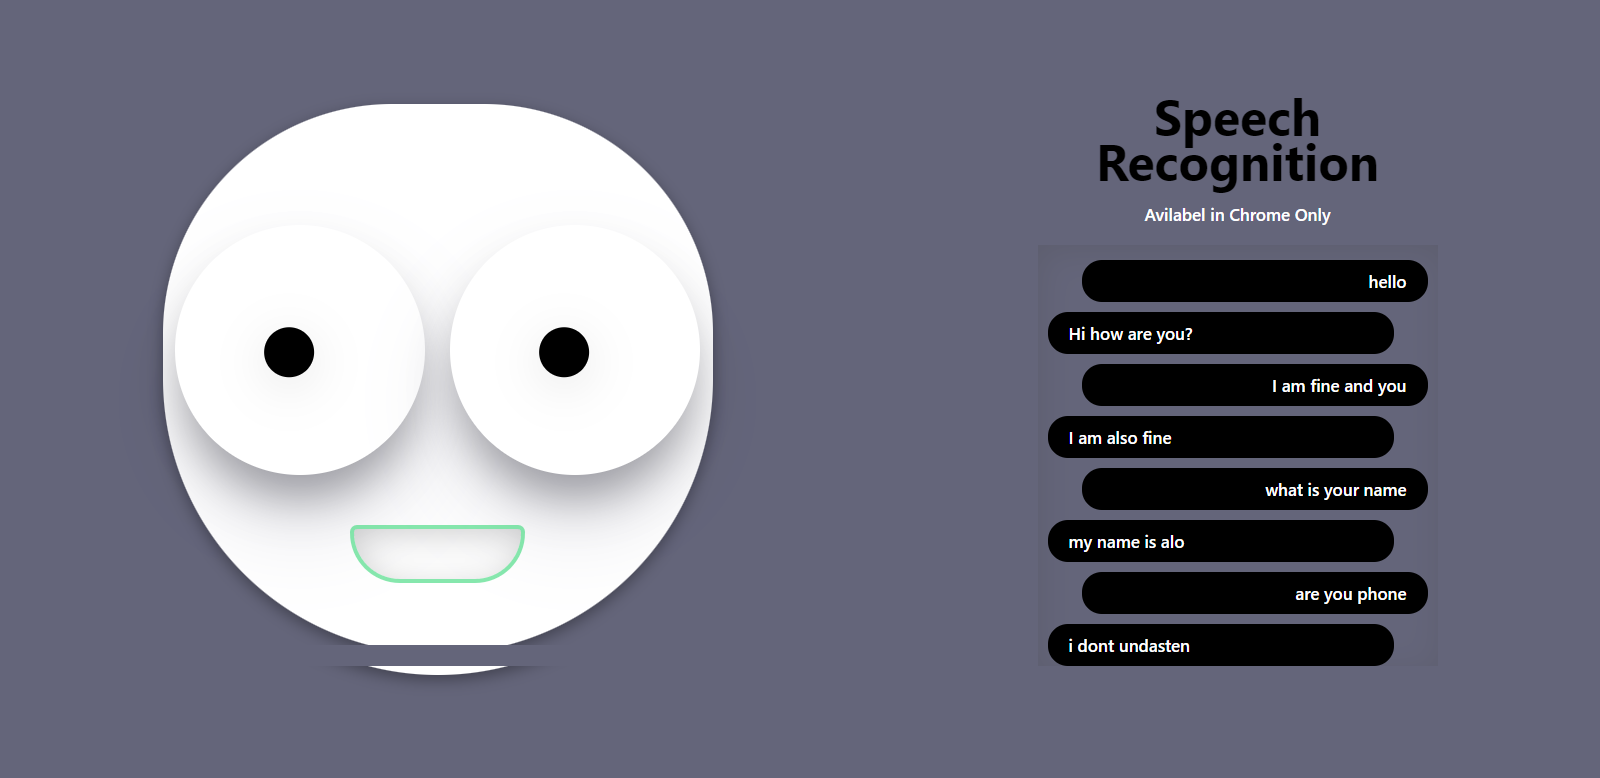 Speech
Recognition
Avilabel in Chrome Only
hello
Hi how are you?
I am fine and you
I am also fine
what is your name
my name is alo
are you phone
i dont undasten